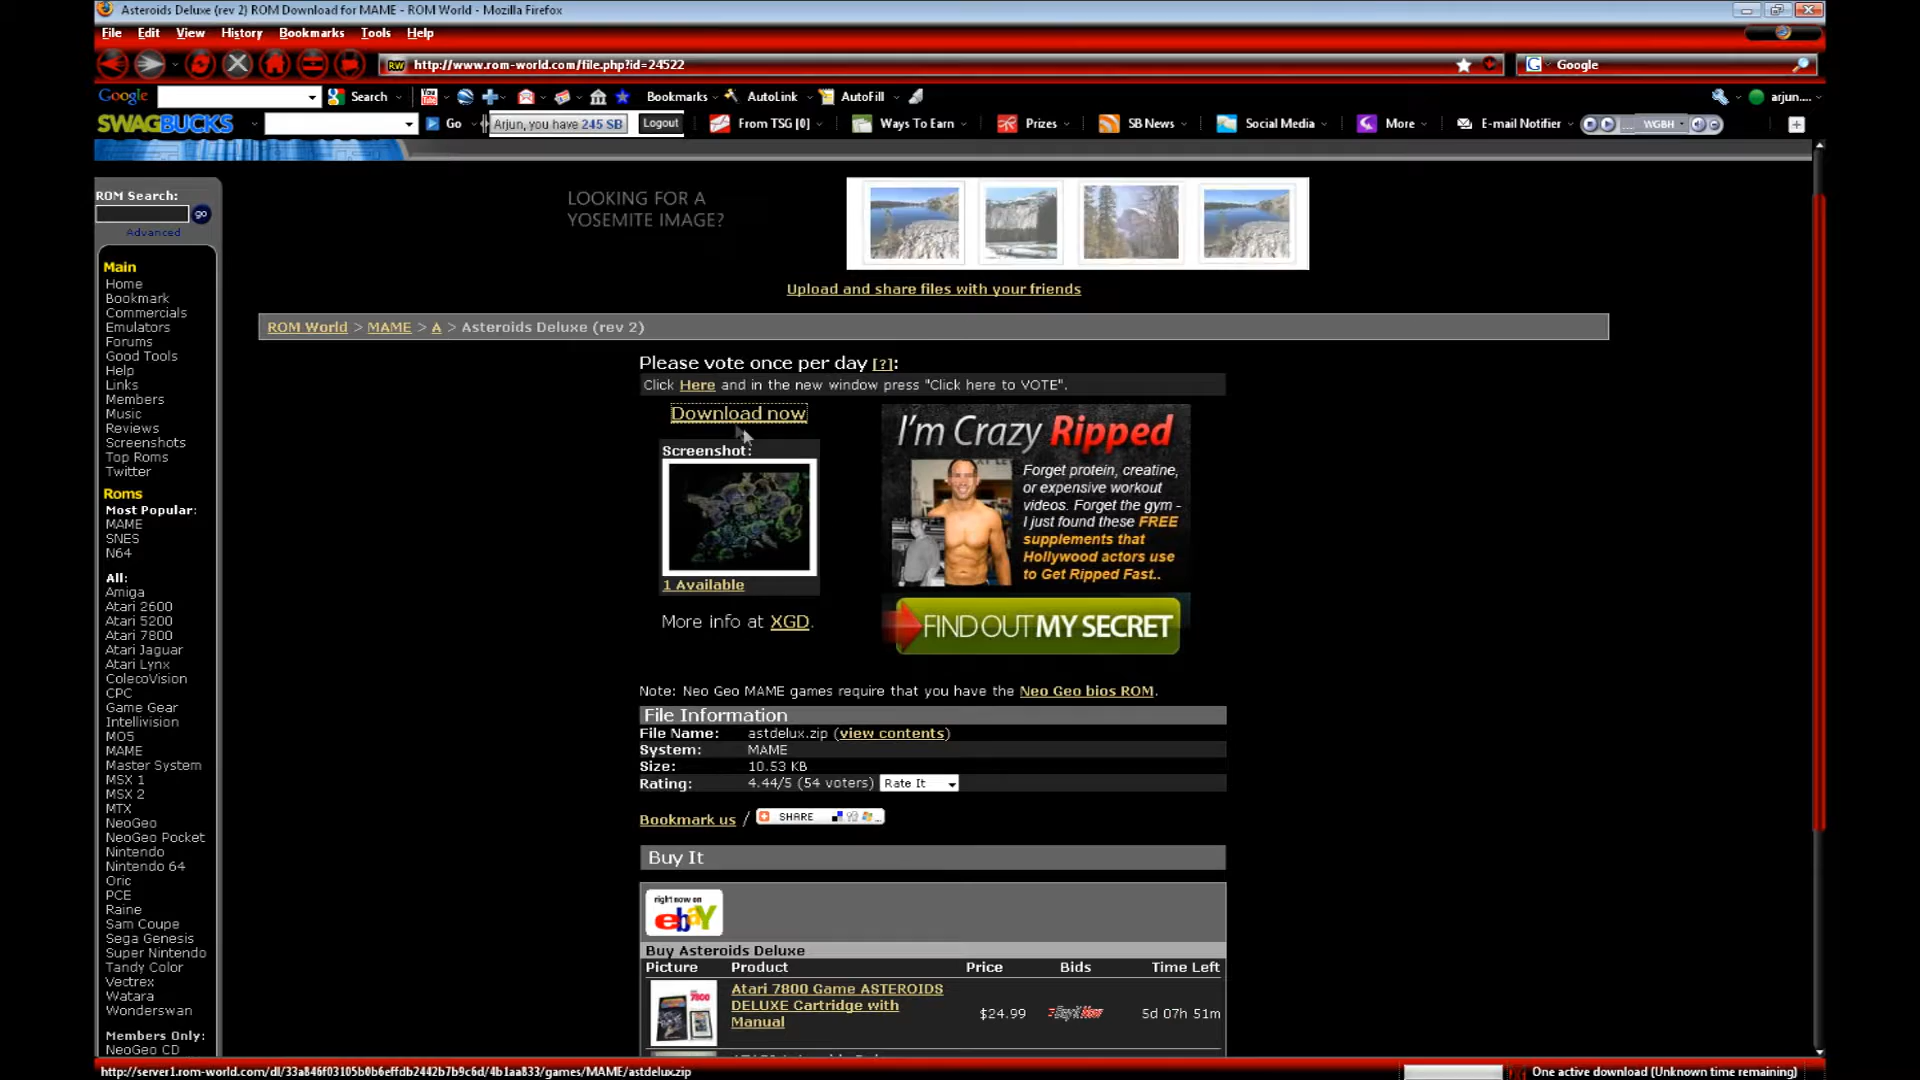 Asteroids Deluxe (rev 2) ROM Download for MAME - ROM World - Mozilla Firefox
File Edit View History Bookmarks Tools Help
RW http://www.rom-world.com/file.php?id=24522 G Google
Google Search You Tube Bookmarks AutoLink AutoFill arjun....
SWAGBUCKS Go Arjun, you have 245 SB Logout From TSG [0] Ways To Earn Prizes SB News Social Media More E-mail Notifier WGBH
ROM Search:
go
Advanced
Main
Home
Bookmark
Commercials
Emulators
Forums
Good Tools
Help
Links
Members
Music
Reviews
Screenshots
Top Roms
Twitter
Roms
Most Popular:
MAME
SNES
N64
All:
Amiga
Atari 2600
Atari 5200
Atari 7800
Atari Jaguar
Atari Lynx
ColecoVision
CPC
Game Gear
Intellivision
MO5
MAME
Master System
MSX 1
MSX 2
MTX
NeoGeo
NeoGeo Pocket
Nintendo
Nintendo 64
Oric
PCE
Raine
Sam Coupe
Sega Genesis
Super Nintendo
Tandy Color
Vectrex
Watara
Wonderswan
Members Only:
NeoGeo CD
LOOKING FOR A
YOSEMITE IMAGE?
Upload and share files with your friends
ROM World > MAME > A > Asteroids Deluxe (rev 2)
Please vote once per day [?]:
Click Here and in the new window press "Click here to VOTE".
Download now
Screenshot:
1 Available
More info at XGD.
I'm Crazy Ripped
Forget protein, creatine,
or expensive workout
videos. Forget the gym -
I just found these FREE
supplements that
Hollywood actors use
to Get Ripped Fast..
FIND OUT MY SECRET
Note: Neo Geo MAME games require that you have the Neo Geo bios ROM.
File Information
File Name: astdelux.zip (view contents)
System: MAME
Size: 10.53 KB
Rating: 4.44/5 (54 voters) Rate It
Bookmark us / SHARE
Buy It
right now on
ebaY
Buy Asteroids Deluxe
Picture Product Price Bids Time Left
Atari 7800 Game ASTEROIDS
DELUXE Cartridge with
Manual
$24.99 5d 07h 51m
http://server1.rom-world.com/dl/33a846f03105b0b6effdb2442b7b9c6d/4b1aa833/games/MAME/astdelux.zip
One active download (Unknown time remaining)